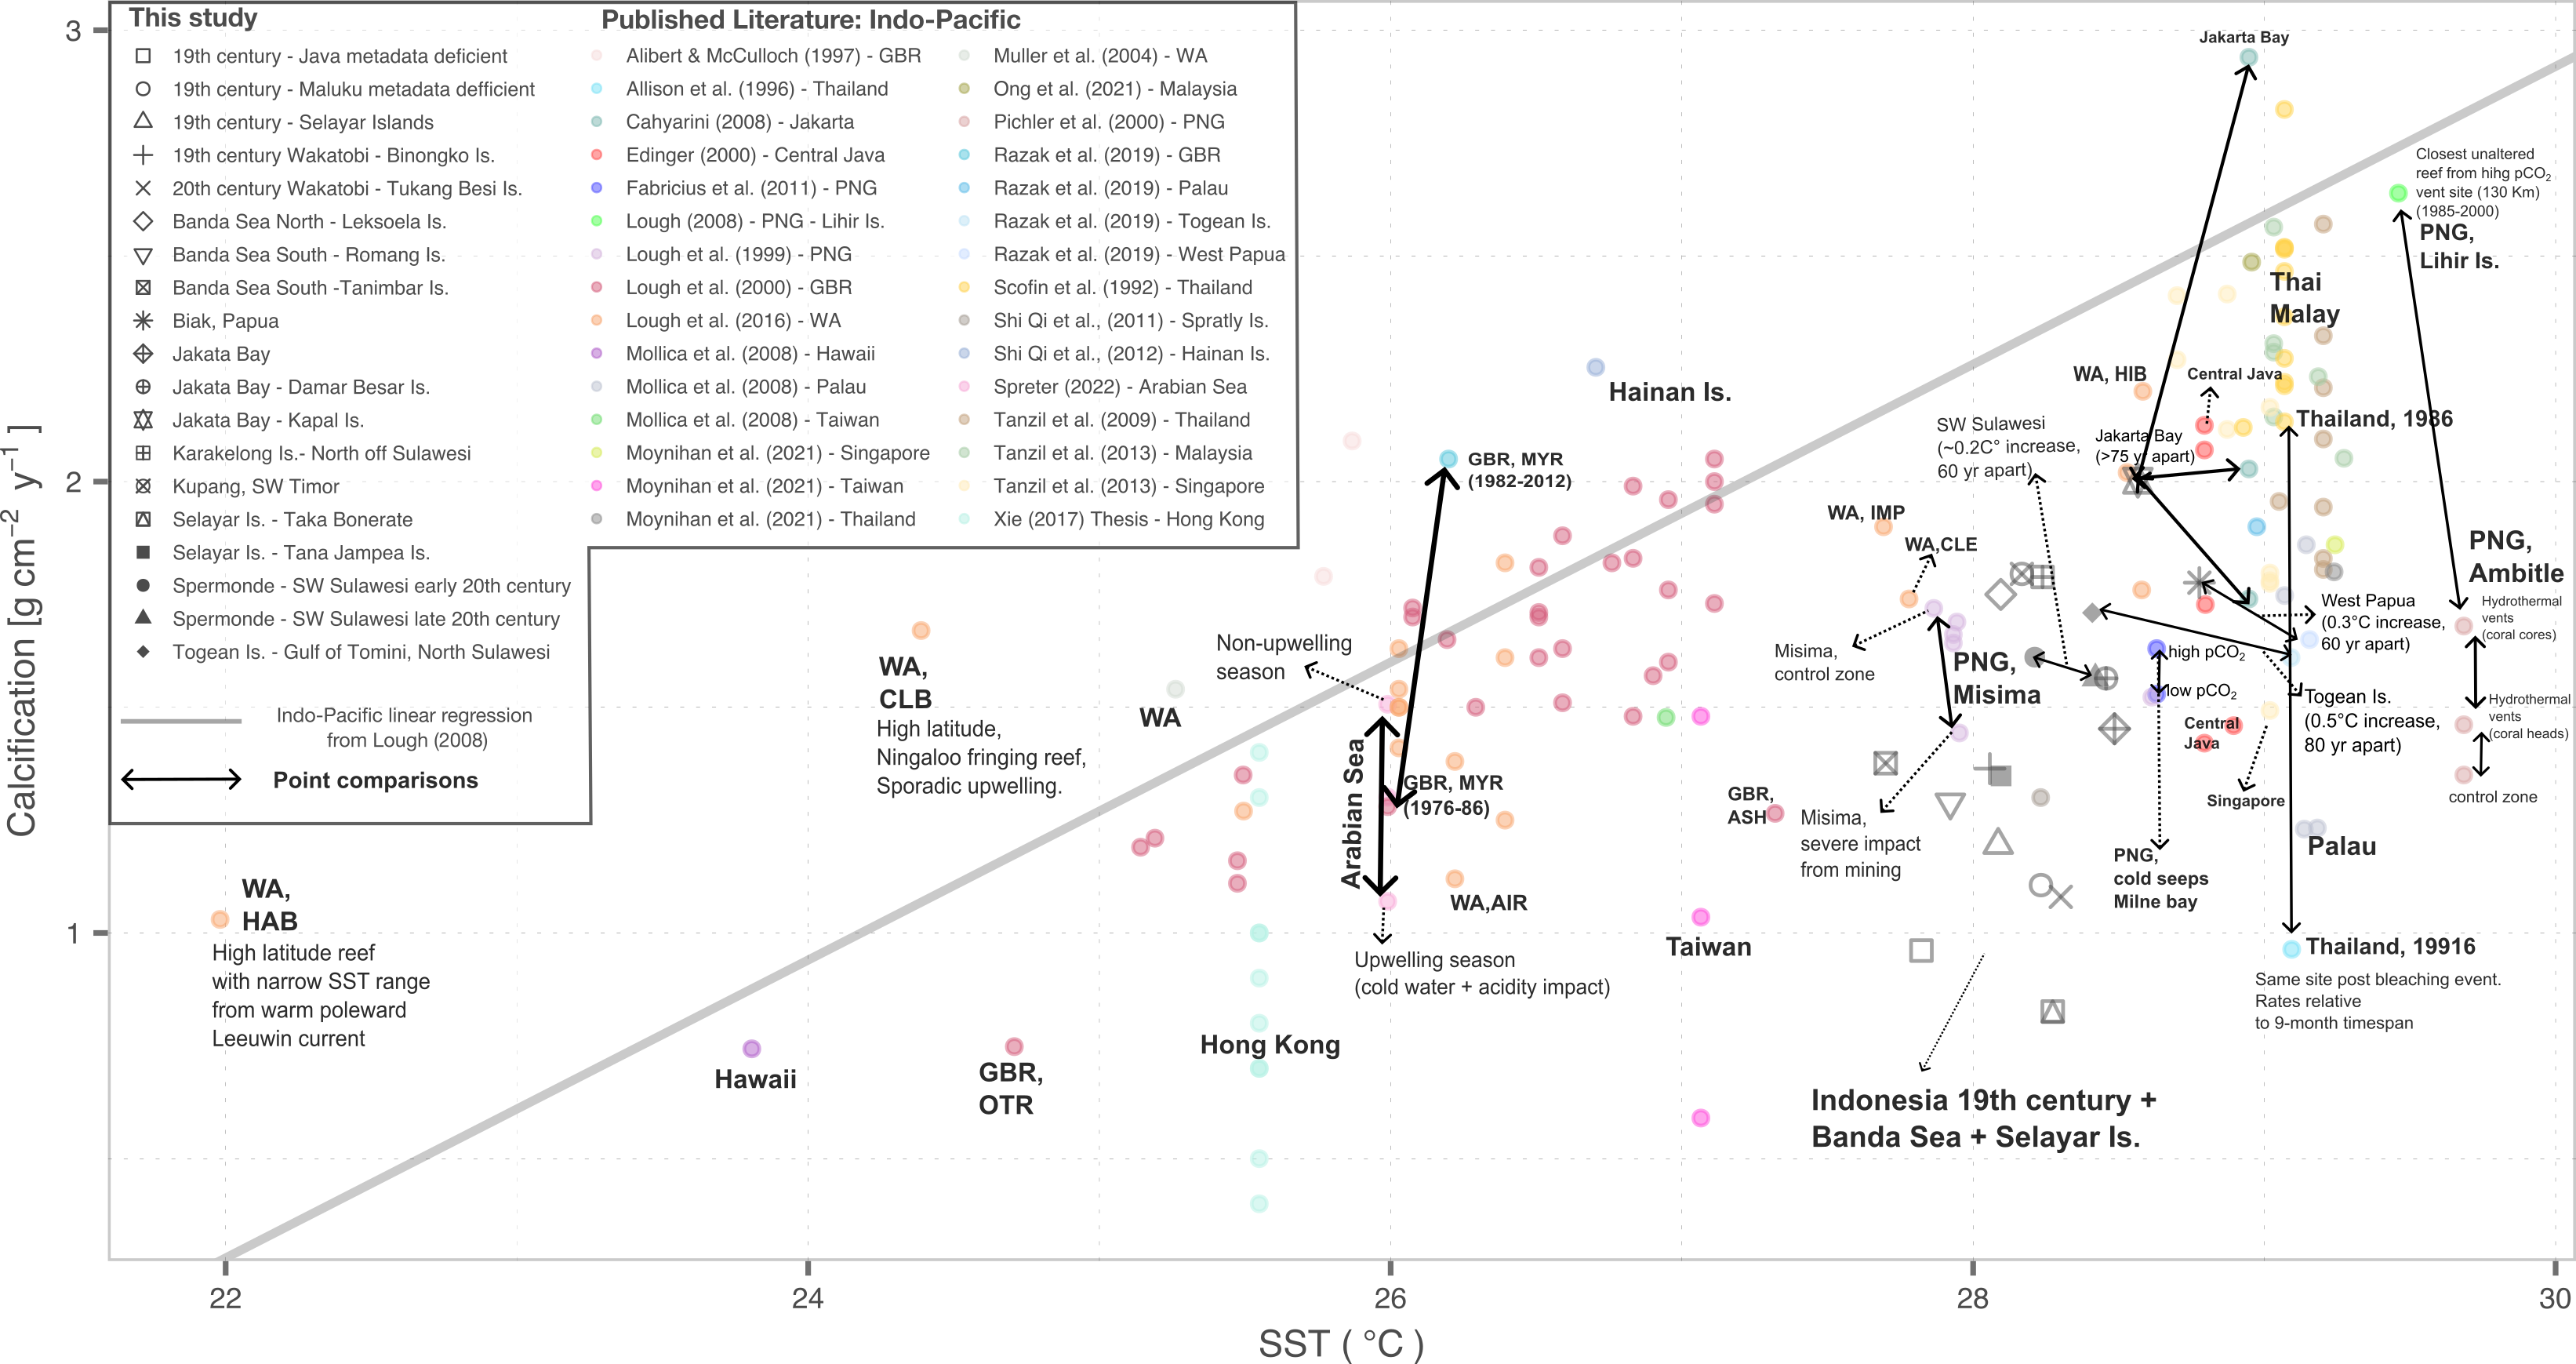 This study
19th century - Java metadata deficient
19th century - Maluku metadata defficient
19th century - Selayar Islands
19th century Wakatobi - Binongko Is.
20th century Wakatobi - Tukang Besi Is.
Banda Sea North - Leksoela Is.
Banda Sea South - Romang Is.
Banda Sea South -Tanimbar Is.
Biak, Papua
Jakata Bay
Jakata Bay - Damar Besar Is.
Jakata Bay - Kapal Is.
Karakelong Is.- North off Sulawesi
Kupang, SW Timor
Selayar Is. - Taka Bonerate
Selayar Is. - Tana Jampea Is.
Spermonde - SW Sulawesi early 20th century
Spermonde - SW Sulawesi late 20th century
Togean Is. - Gulf of Tomini, North Sulawesi
Indo-Pacific linear regression
from Lough (2008)
Point comparisons
Published Literature: Indo-Pacific
Alibert & McCulloch (1997) - GBR
Allison et al. (1996) - Thailand
Cahyarini (2008) - Jakarta
Edinger (2000) - Central Java
Fabricius et al. (2011) - PNG
Lough (2008) - PNG - Lihir Is.
Lough et al. (1999) - PNG
Lough et al. (2000) - GBR
Lough et al. (2016) - WA
Mollica et al. (2008) - Hawaii
Mollica et al. (2008) - Palau
Mollica et al. (2008) - Taiwan
Moynihan et al. (2021) - Singapore
Moynihan et al. (2021) - Taiwan
Moynihan et al. (2021) - Thailand
Muller et al. (2004) - WA
Ong et al. (2021) - Malaysia
Pichler et al. (2000) - PNG
Razak et al. (2019) - GBR
Razak et al. (2019) - Palau
Razak et al. (2019) - Togean Is.
Razak et al. (2019) - West Papua
Scofin et al. (1992) - Thailand
Shi Qi et al., (2011) - Spratly Is.
Shi Qi et al., (2012) - Hainan Is.
Spreter (2022) - Arabian Sea
Tanzil et al. (2009) - Thailand
Tanzil et al. (2013) - Malaysia
Tanzil et al. (2013) - Singapore
Xie (2017) Thesis - Hong Kong
3
2
1
Calcification [g cm⁻² y⁻¹ ]
22
24
26
28
30
SST ( °C )
WA,
HAB
High latitude reef
with narrow SST range
from warm poleward
Leeuwin current
WA,
CLB
High latitude,
Ningaloo fringing reef,
Sporadic upwelling.
Hawaii
GBR,
OTR
WA
Hong Kong
Non-upwelling
season
Arabian Sea
Upwelling season
(cold water + acidity impact)
GBR, MYR
(1982-2012)
GBR, MYR
(1976-86)
WA,AIR
Hainan Is.
Taiwan
GBR,
ASH
WA, IMP
WA,CLE
Misima,
control zone
PNG,
Misima
Misima,
severe impact
from mining
Indonesia 19th century +
Banda Sea + Selayar Is.
SW Sulawesi
(~0.2C° increase,
60 yr apart)
WA, HIB
Jakarta Bay
(>75 yr apart)
Central Java
Jakarta Bay
high pCO₂
low pCO₂
Central
Java
PNG,
cold seeps
Milne bay
Singapore
Thai
Malay
Thailand, 1986
West Papua
(0.3°C increase,
60 yr apart)
Togean Is.
(0.5°C increase,
80 yr apart)
Palau
Thailand, 19916
Same site post bleaching event.
Rates relative
to 9-month timespan
Closest unaltered
reef from hihg pCO₂
vent site (130 Km)
(1985-2000)
PNG,
Lihir Is.
PNG,
Ambitle
Hydrothermal
vents
(coral cores)
Hydrothermal
vents
(coral heads)
control zone